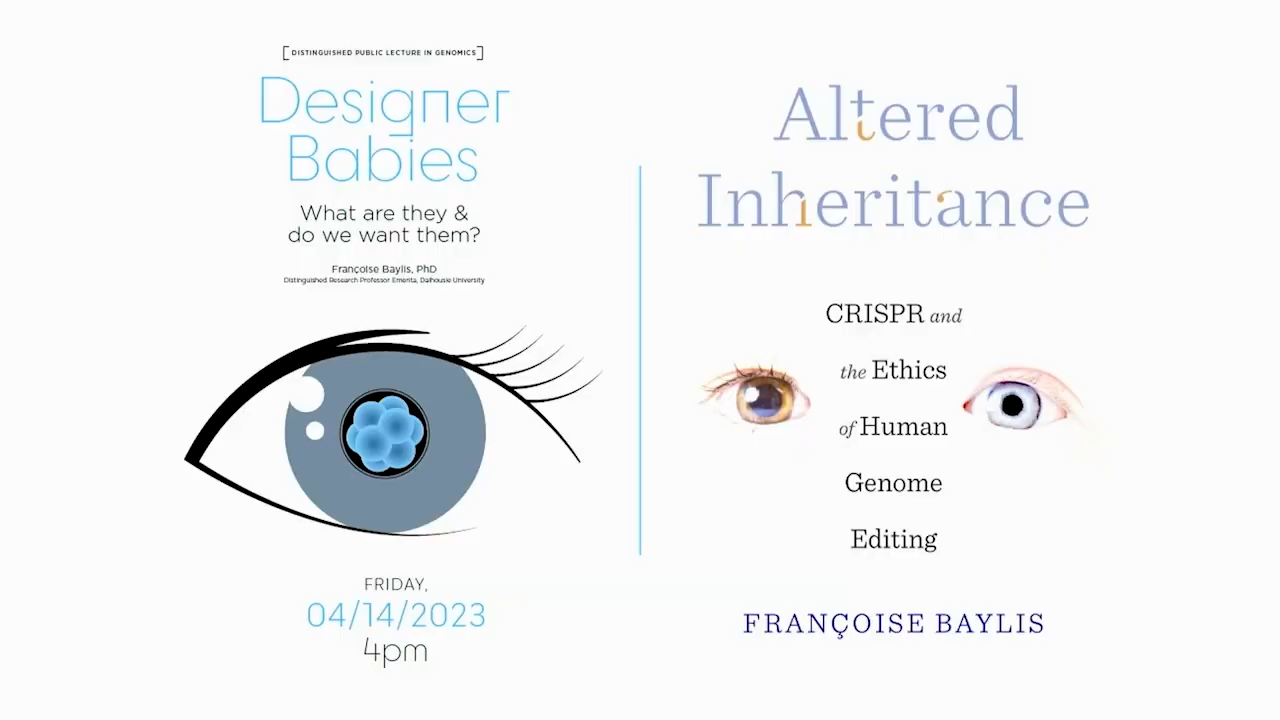 [DISTINGUISHED PUBLIC LECTURE IN GENOMICS]
Designer
Babies
What are they &
do we want them?
Françoise Baylis, PhD
Distinguished Research Professor Emerita, Dalhousie University
FRIDAY,
04/14/2023
4pm
Altered
Inheritance
CRISPR and
the Ethics
of Human
Genome
Editing
FRANÇOISE BAYLIS